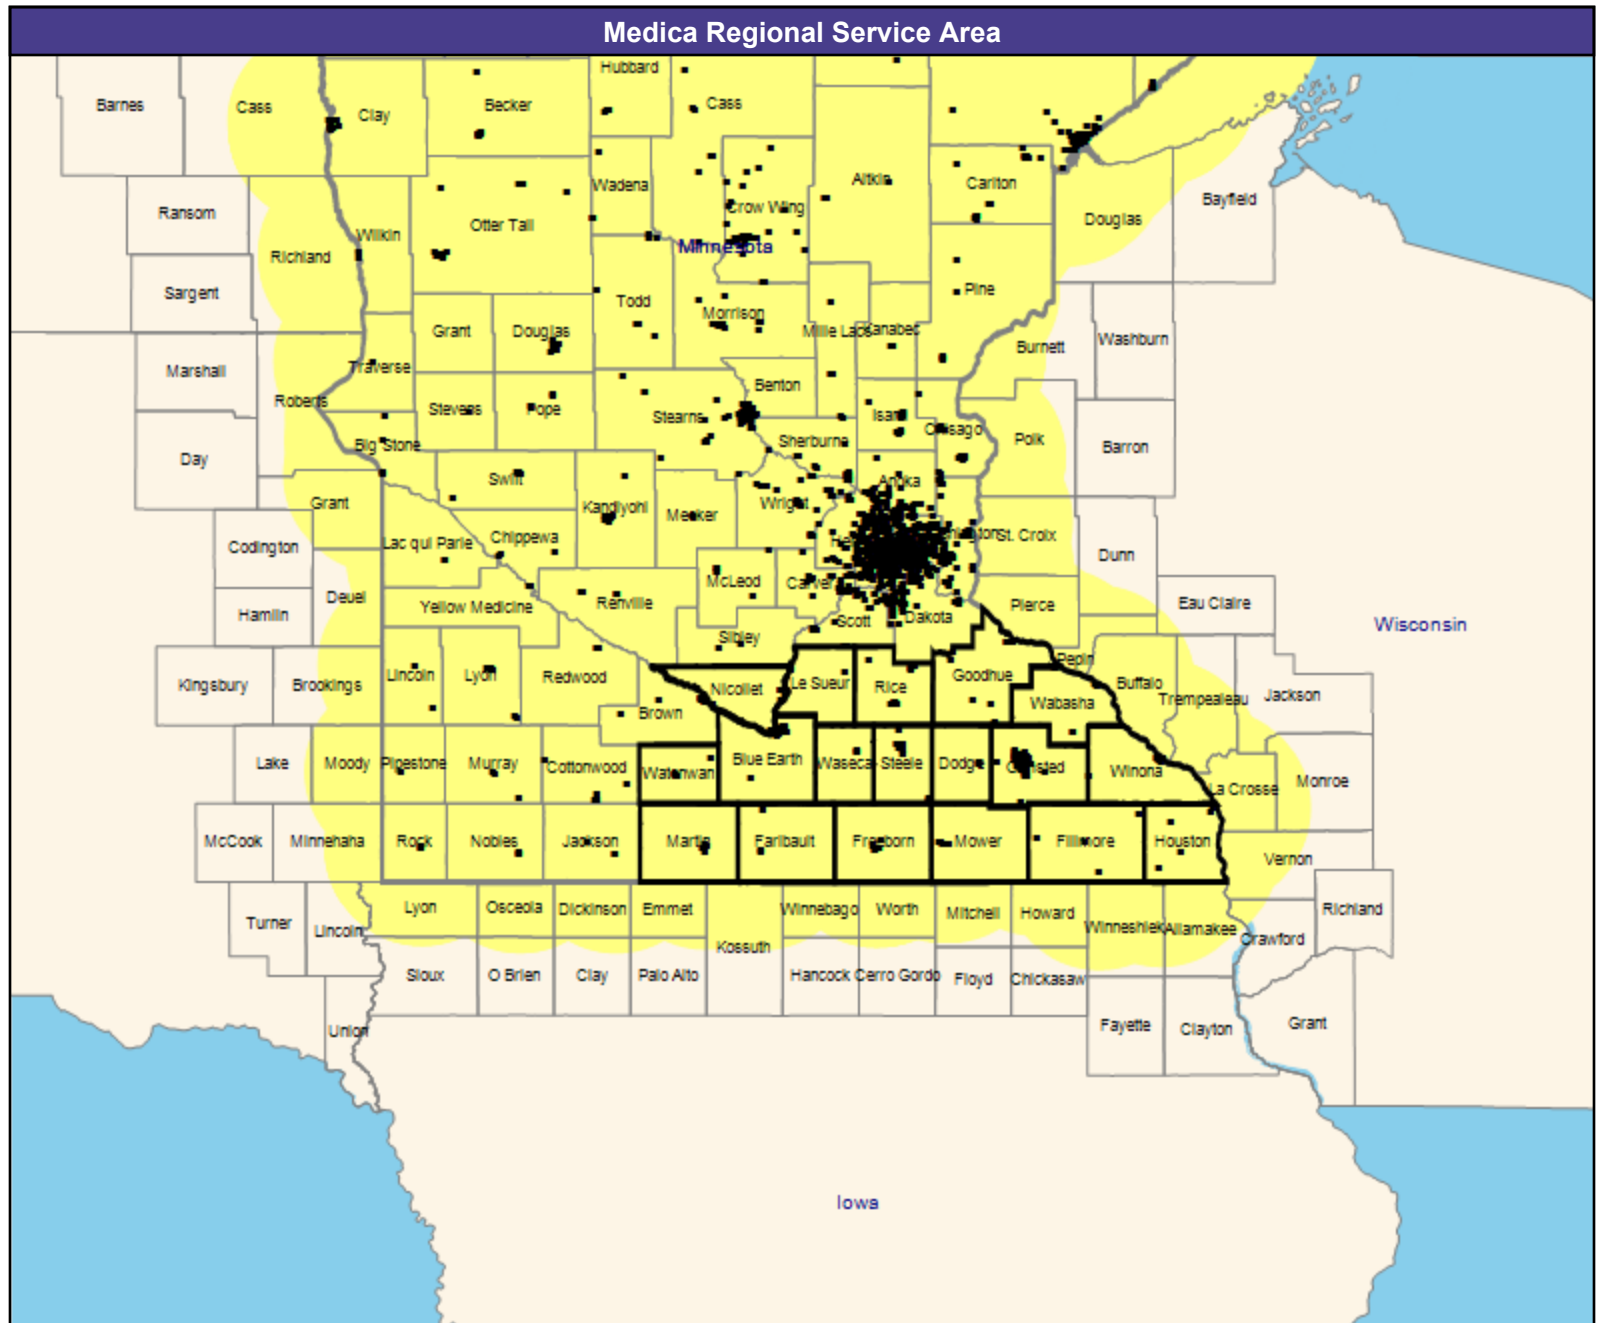 Medica Regional Service Area
Hubbard
Barnes
Cass
Clay
Becker
Cass
Wadena
Aitkin
Carlton
Ransom
Crow Wing
Bayfield
Otter Tail
Wilkin
Douglas
Richland
Minnesota
Sargent
Todd
Pine
Morrison
Grant
Douglas
Mille Lacs
Kanabec
Burnett
Washburn
Marshall
Traverse
Benton
Roberts
Stevens
Pope
Stearns
Isanti
Chisago
Big Stone
Sherburne
Polk
Barron
Day
Swift
Anoka
Grant
Kandiyohi
Meeker
Wright
Codington
Lac qui Parle
Chippewa
St. Croix
Dunn
McLeod
Carver
Deuel
Yellow Medicine
Renville
Pierce
Eau Claire
Hamlin
Scott
Dakota
Wisconsin
Sibley
Pepin
Kingsbury
Brookings
Lincoln
Lyon
Redwood
Nicollet
Le Sueur
Rice
Goodhue
Buffalo
Trempealeau
Jackson
Wabasha
Brown
Lake
Moody
Pipestone
Murray
Cottonwood
Watonwan
Blue Earth
Waseca
Steele
Dodge
Olmsted
Winona
La Crosse
Monroe
McCook
Minnehaha
Rock
Nobles
Jackson
Martin
Faribault
Freeborn
Mower
Fillmore
Houston
Vernon
Lyon
Osceola
Dickinson
Emmet
Winnebago
Worth
Mitchell
Howard
Richland
Turner
Lincoln
Kossuth
Winneshiek
Allamakee
Crawford
Sioux
O Brien
Clay
Palo Alto
Hancock
Cerro Gordo
Floyd
Chickasaw
Union
Fayette
Clayton
Grant
Iowa